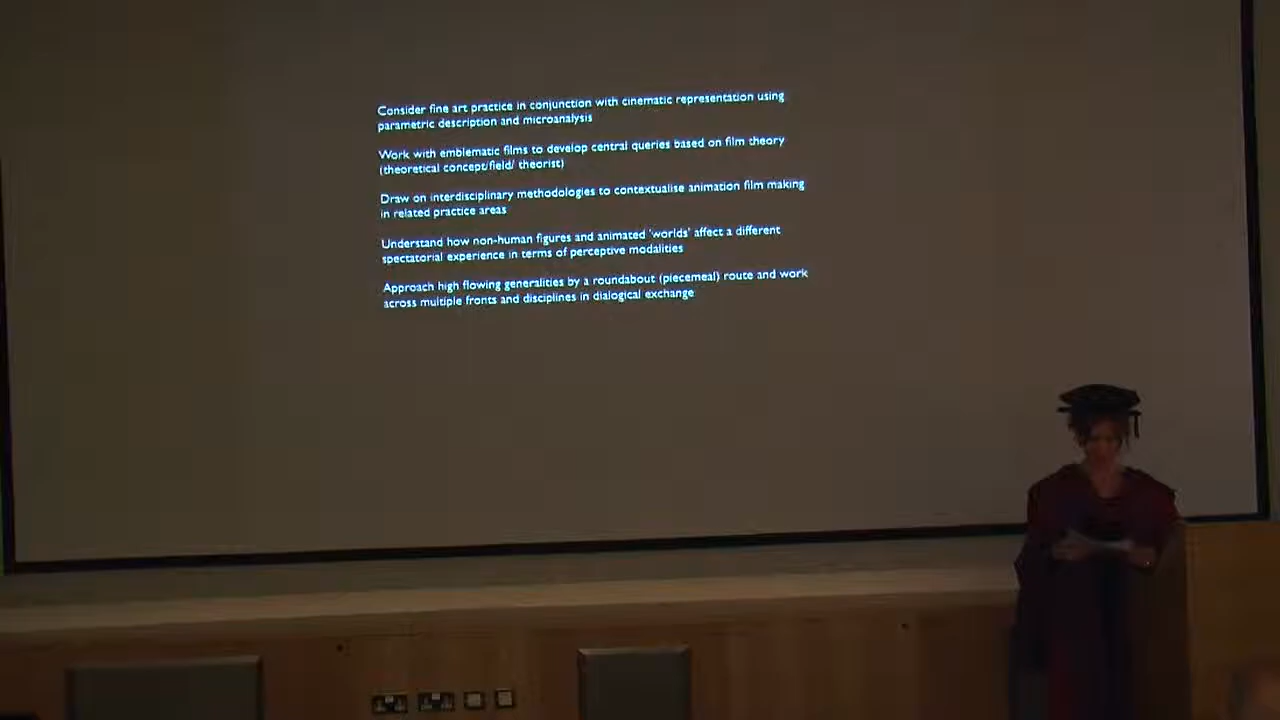 Consider fine art practice in conjunction with cinematic representation using
parametric description and microanalysis
Work with emblematic films to develop central queries based on film theory
(theoretical concept/field/ theorist)
Draw on interdisciplinary methodologies to contextualise animation film making
in related practice areas
Understand how non-human figures and animated 'worlds' affect a different
spectatorial experience in terms of perceptive modalities
Approach high flowing generalities by a roundabout (piecemeal) route and work
across multiple fronts and disciplines in dialogical exchange